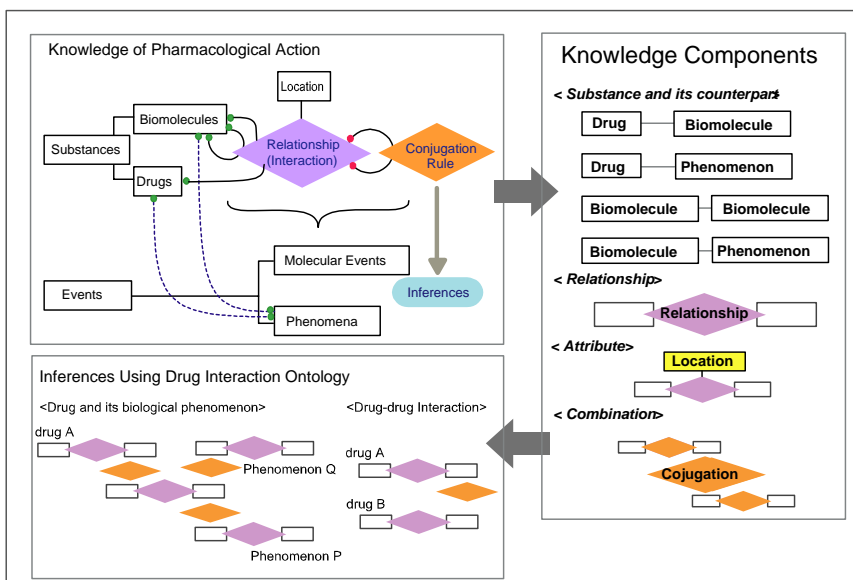 Knowledge of Pharmacological Action
Location
Biomolecules
Relationship
(Interaction)
Conjugation
Rule
Substances
Drugs
Molecular Events
Events
Inferences
Phenomena
Knowledge Components
< Substance and its counterpart>
Drug
Biomolecule
Drug
Phenomenon
Biomolecule
Biomolecule
Biomolecule
Phenomenon
< Relationship>
Relationship
< Attribute>
Location
< Combination>
Cojugation
Inferences Using Drug Interaction Ontology
<Drug and its biological phenomenon>
<Drug-drug Interaction>
drug A
Phenomenon Q
Phenomenon P
drug A
drug B